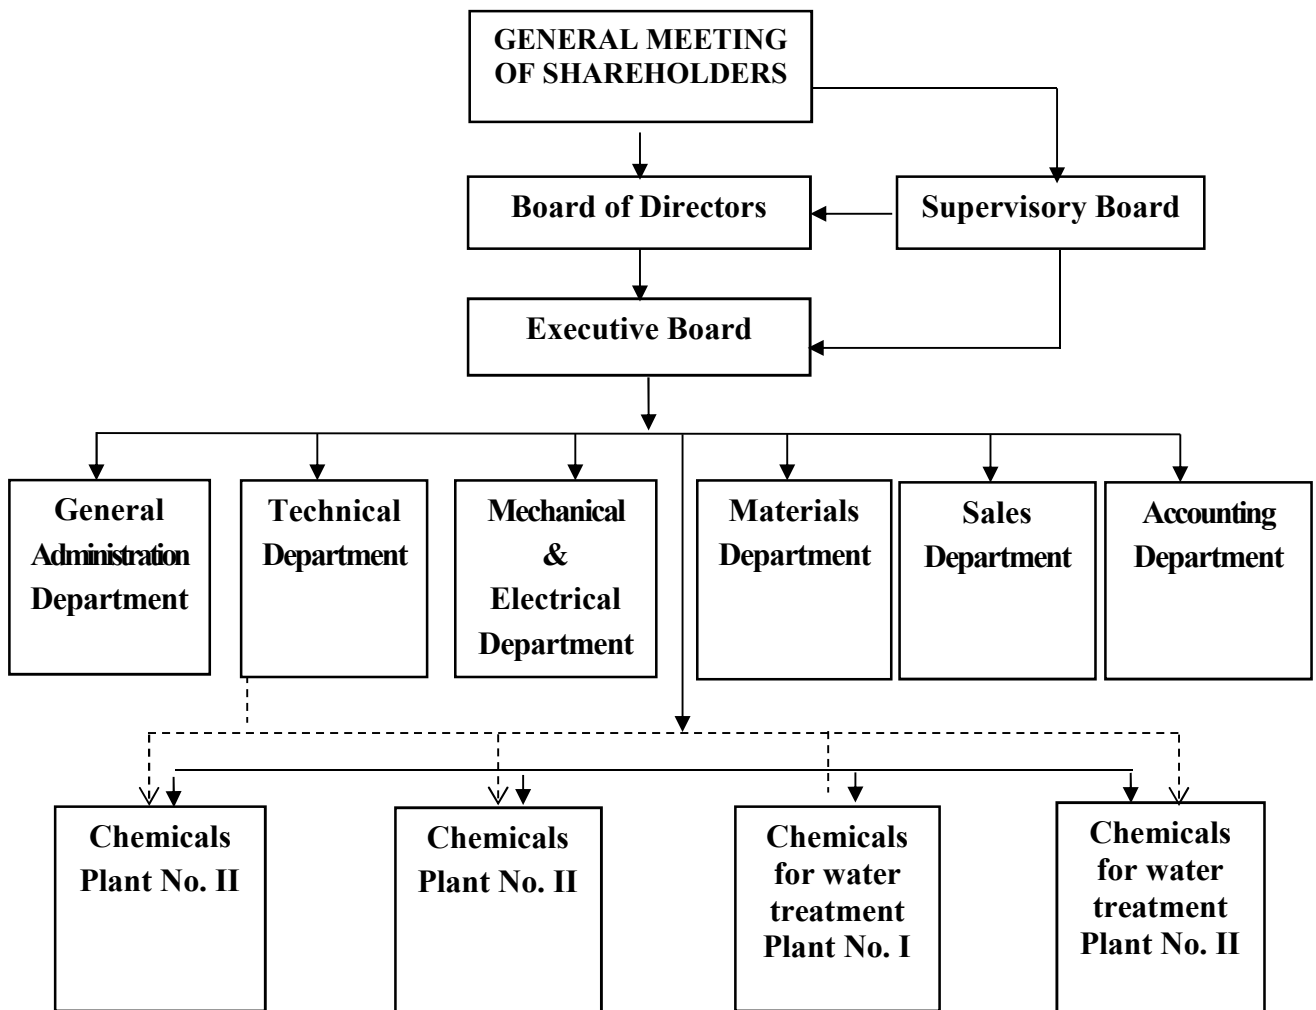 GENERAL MEETING
OF SHAREHOLDERS
Board of Directors
Supervisory Board
Executive Board
General
Administration
Department
Technical
Department
Mechanical
&
Electrical
Department
Materials
Department
Sales
Department
Accounting
Department
Chemicals
Plant No. II
Chemicals
Plant No. II
Chemicals
for water
treatment
Plant No. I
Chemicals
for water
treatment
Plant No. II